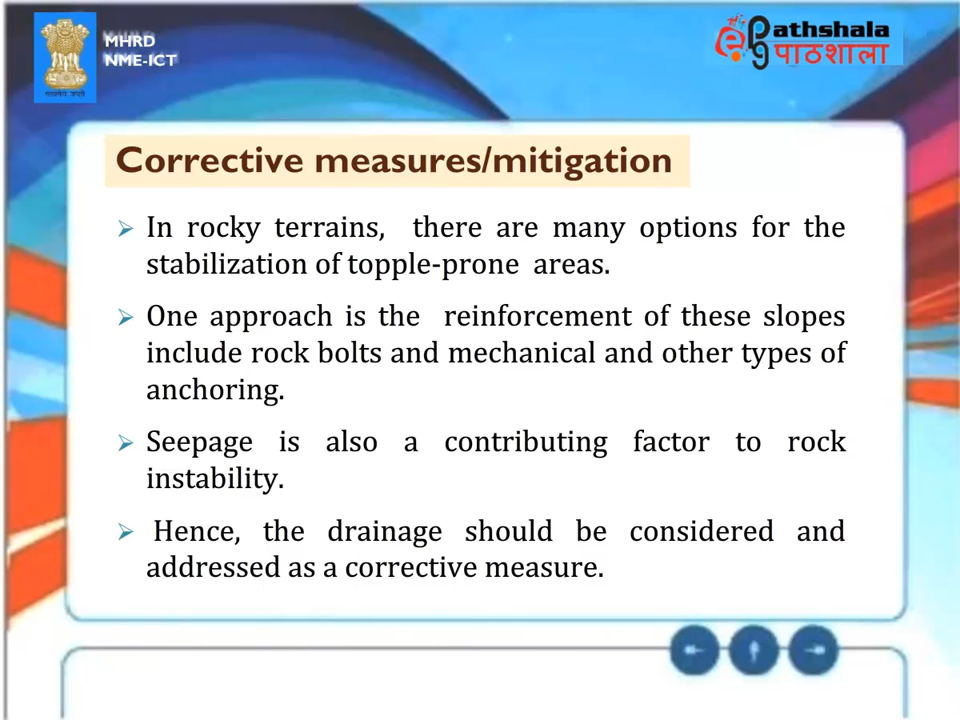 MHRD
NME-ICT
epg athshala
पाठशाला
Corrective measures/mitigation
In rocky terrains, there are many options for the
stabilization of topple-prone areas.
One approach is the reinforcement of these slopes
include rock bolts and mechanical and other types of
anchoring.
Seepage is also a contributing factor to rock
instability.
Hence, the drainage should be considered and
addressed as a corrective measure.